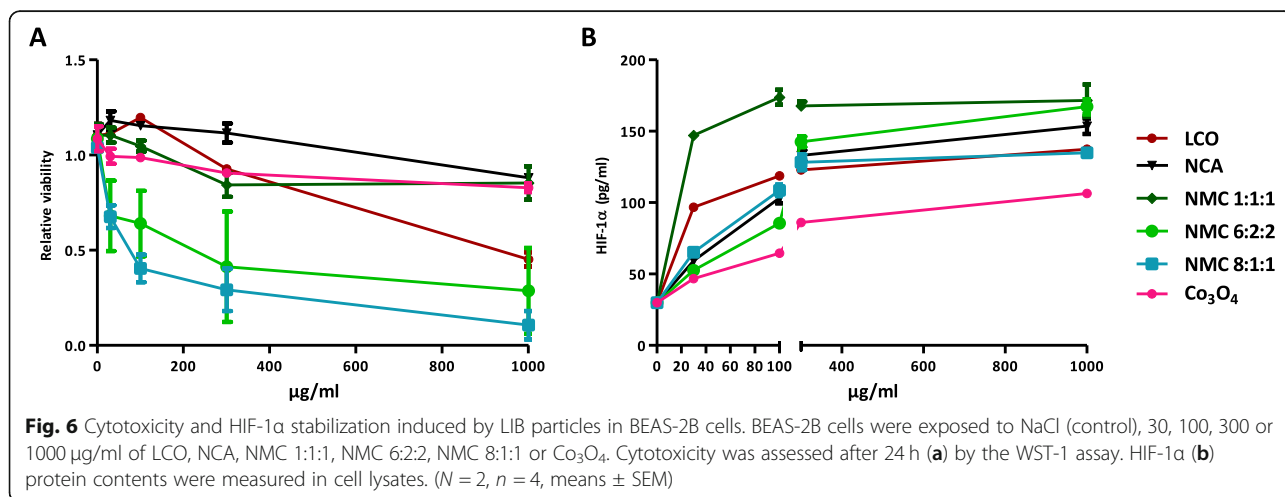 A
B
1.5
1.0
0.5
0.0
Relative viability
0 200 400 600 800 1000
µg/ml
200
150
100
50
0
HIF-1α (pg/ml)
0 20 40 60 80 100 400 600 800 1000
µg/ml
LCO
NCA
NMC 1:1:1
NMC 6:2:2
NMC 8:1:1
Co₃O₄
Fig. 6 Cytotoxicity and HIF-1α stabilization induced by LIB particles in BEAS-2B cells. BEAS-2B cells were exposed to NaCl (control), 30, 100, 300 or
1000 µg/ml of LCO, NCA, NMC 1:1:1, NMC 6:2:2, NMC 8:1:1 or Co₃O₄. Cytotoxicity was assessed after 24 h (a) by the WST-1 assay. HIF-1α (b)
protein contents were measured in cell lysates. (N = 2, n = 4, means ± SEM)